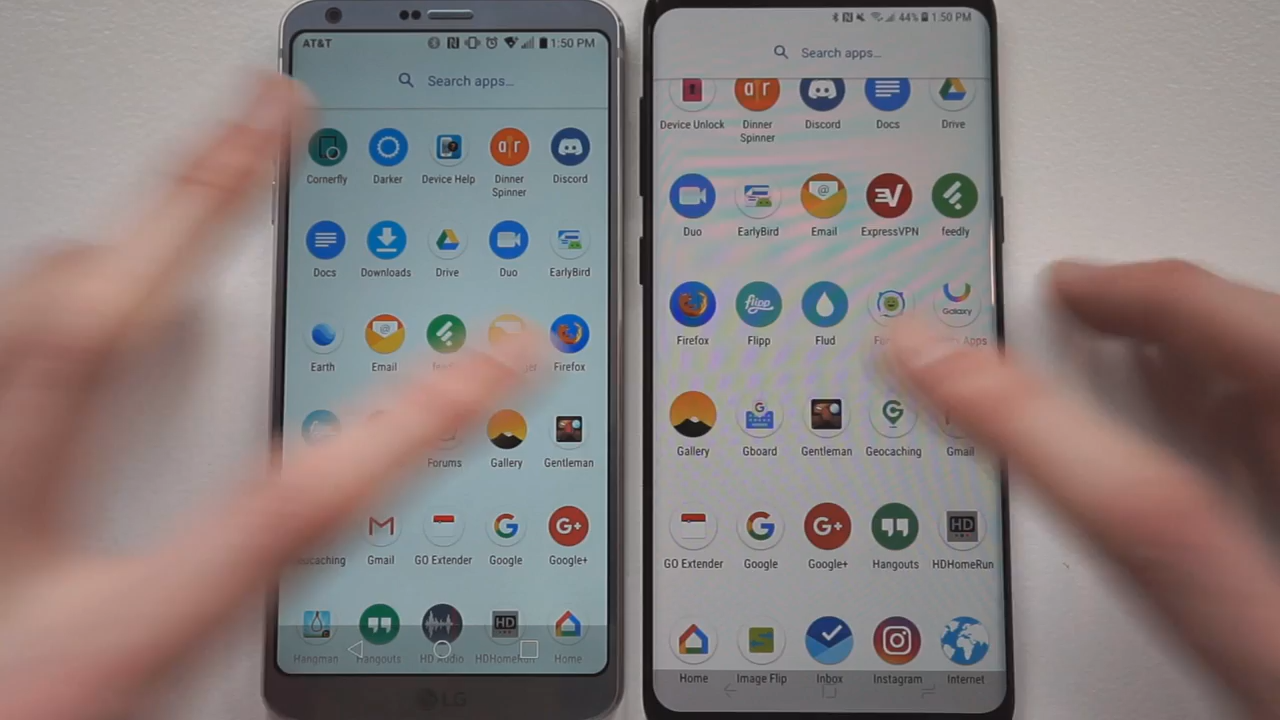 AT&T 1:50 PM
Search apps...
Cornerfly Darker Device Help Dinner Spinner Discord
Docs Downloads Drive Duo EarlyBird
Earth Email Firefox
Forums Gallery Gentleman
Gmail GO Extender Google Google+
Hangman Hangouts HD Audio HDHomeRun Home
LG
44% 1:50 PM
Search apps...
Device Unlock Dinner Spinner Discord Docs Drive
Duo EarlyBird Email ExpressVPN feedly
Firefox Flipp Flud Galaxy Apps
Gallery Gboard Gentleman Geocaching Gmail
GO Extender Google Google+ Hangouts HDHomeRun
Home Image Flip Inbox Instagram Internet